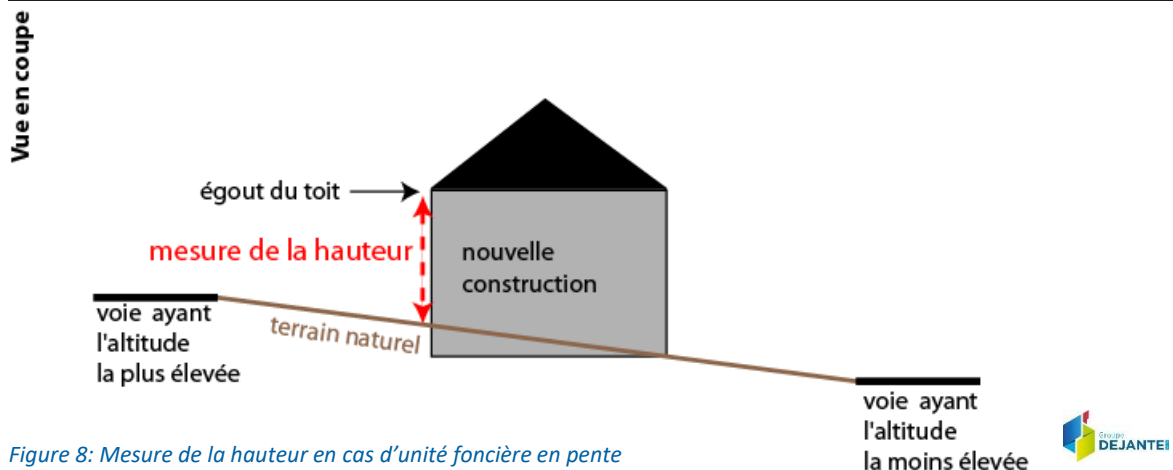 Vue en coupe
égout du toit
mesure de la hauteur
nouvelle
construction
voie ayant
l'altitude
la plus élevée
terrain naturel
voie ayant
l'altitude
la moins élevée
Figure 8: Mesure de la hauteur en cas d’unité foncière en pente
Groupe
DEJANTE